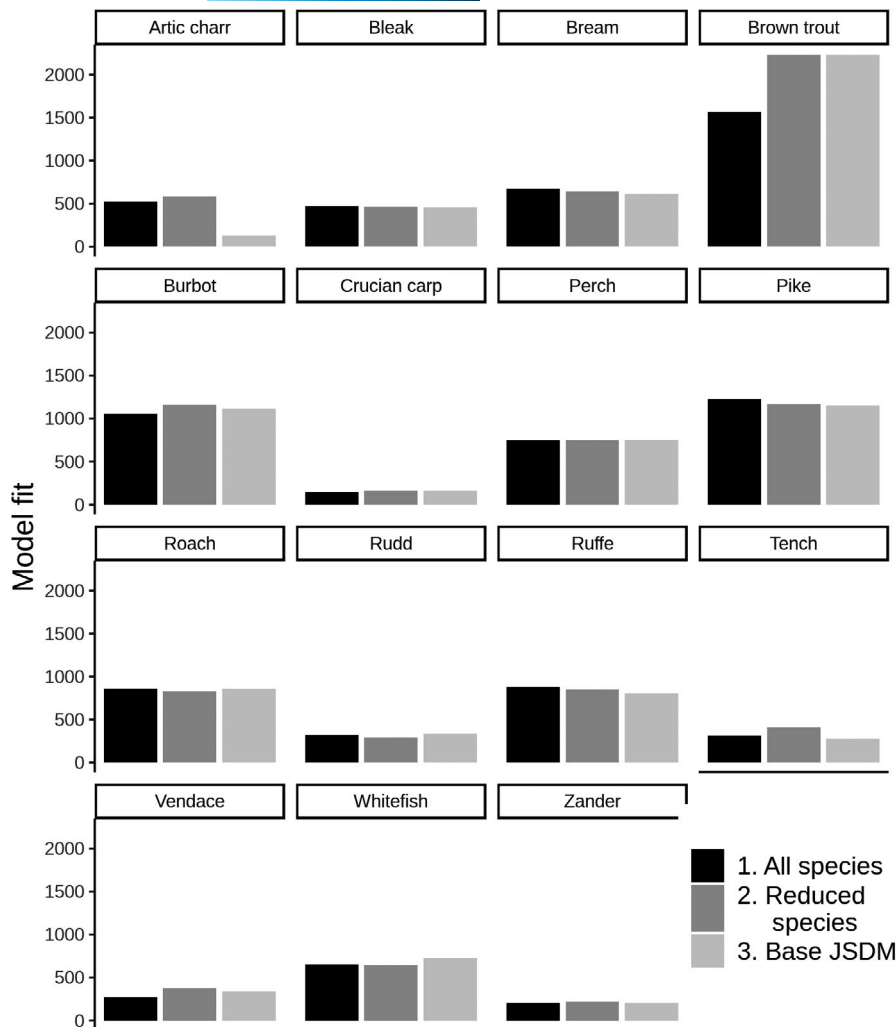 Artic charr Bleak Bream Brown trout
2000
1500
1000
500
0
Burbot Crucian carp Perch Pike
2000
1500
1000
500
0
Model fit
Roach Rudd Ruffe Tench
2000
1500
1000
500
0
Vendace Whitefish Zander
2000
1500
1000
500
0
1. All species
2. Reduced
species
3. Base JSDM